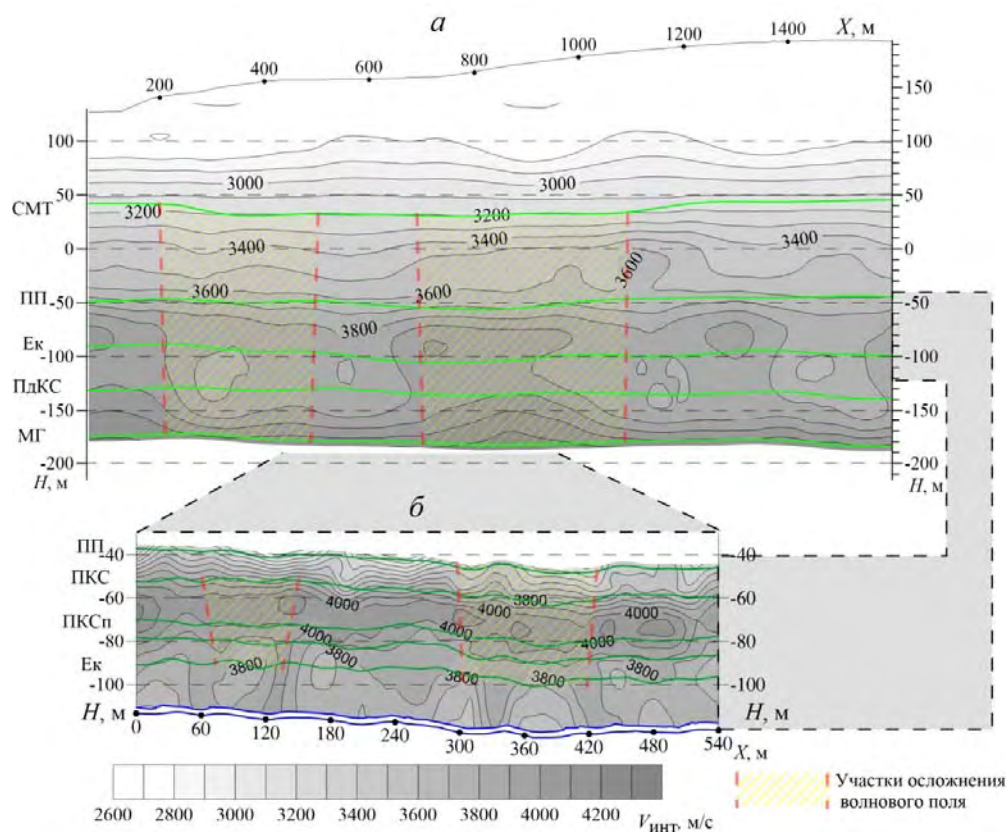 а
X, м
200 400 600 800 1000 1200 1400
150
100 100
3000 3000
50 50
СМТ 3200 3200
3400 3400 3400
0 0
3600 3600 3600
ПП -50 -50
3800
Ек
-100 -100
ПдКС
-150 -150
МГ
-200 -200
H, м H, м
б
ПП
-40 -40
ПКС
3800
-60 -60
4000 4000 4000
ПКСп
4000 4000 4000
-80 -80
Ек 3800 3800 3800
3800 3800 3800
-100 -100
H, м H, м
0 60 120 180 240 300 360 420 480 540
X, м
Участки осложнения
волнового поля
2600 2800 3000 3200 3400 3600 3800 4000 4200 Vинт, м/с